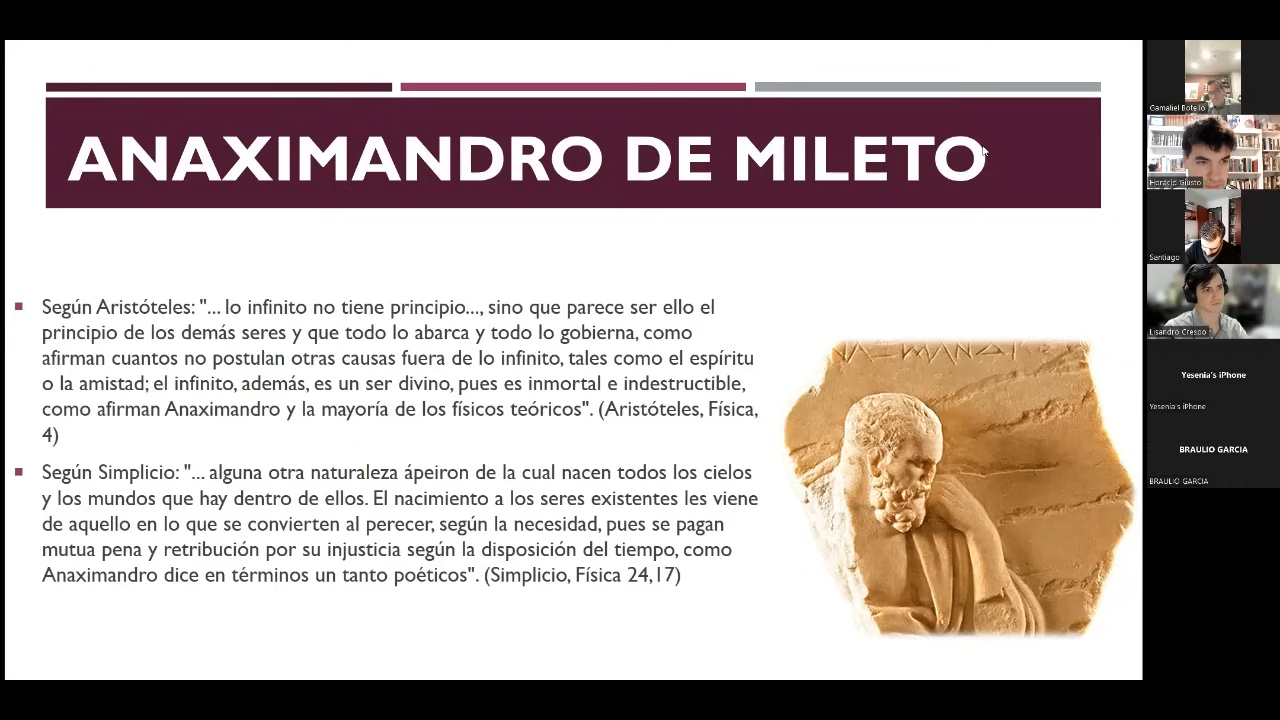 ANAXIMANDRO DE MILETO
Según Aristóteles: "... lo infinito no tiene principio..., sino que parece ser ello el
principio de los demás seres y que todo lo abarca y todo lo gobierna, como
afirman cuantos no postulan otras causas fuera de lo infinito, tales como el espíritu
o la amistad; el infinito, además, es un ser divino, pues es inmortal e indestructible,
como afirman Anaximandro y la mayoría de los físicos teóricos". (Aristóteles, Física,
4)
Según Simplicio: "... alguna otra naturaleza ápeiron de la cual nacen todos los cielos
y los mundos que hay dentro de ellos. El nacimiento a los seres existentes les viene
de aquello en lo que se convierten al perecer, según la necesidad, pues se pagan
mutua pena y retribución por su injusticia según la disposición del tiempo, como
Anaximandro dice en términos un tanto poéticos". (Simplicio, Física 24,17)
Gamaliel Botello
Horacio Giusto
Santiago
Lisandro Crespo
Yesenia's iPhone
Yesenia's iPhone
BRAULIO GARCIA
BRAULIO GARCIA